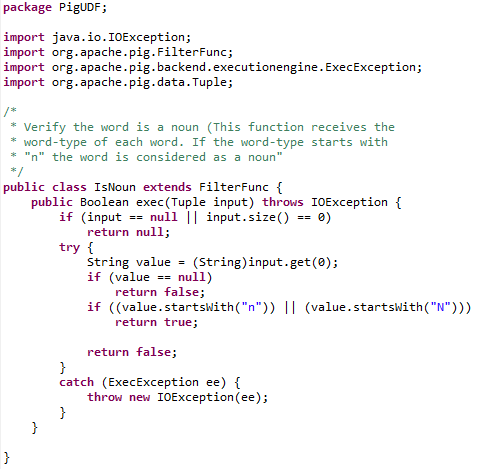 package PigUDF;
import java.io.IOException;
import org.apache.pig.FilterFunc;
import org.apache.pig.backend.executionengine.ExecException;
import org.apache.pig.data.Tuple;
/*
 * Verify the word is a noun (This function receives the
 * word-type of each word. If the word-type starts with
 * "n" the word is considered as a noun"
 */
public class IsNoun extends FilterFunc {
    public Boolean exec(Tuple input) throws IOException {
        if (input == null || input.size() == 0)
            return null;
        try {
            String value = (String)input.get(0);
            if (value == null)
                return false;
            if ((value.startsWith("n")) || (value.startsWith("N")))
                return true;
            return false;
        }
        catch (ExecException ee) {
            throw new IOException(ee);
        }
    }
}